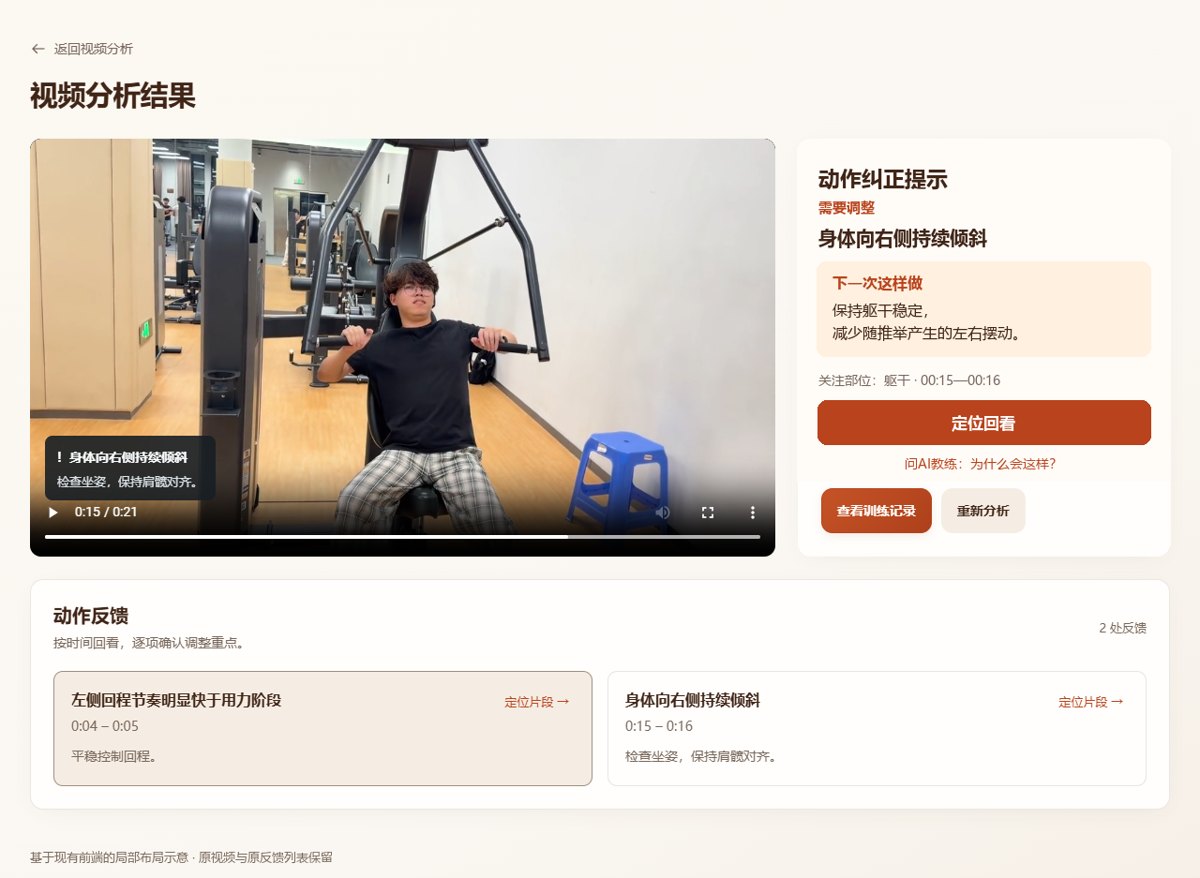 ← 返回视频分析
视频分析结果
! 身体向右侧持续倾斜
检查坐姿，保持肩髋对齐。
0:15 / 0:21
动作纠正提示
需要调整
身体向右侧持续倾斜
下一次这样做
保持躯干稳定，
减少随推举产生的左右摆动。
关注部位：躯干 · 00:15—00:16
定位回看
问AI教练：为什么会这样？
查看训练记录
重新分析
动作反馈
按时间回看，逐项确认调整重点。
2 处反馈
左侧回程节奏明显快于用力阶段
定位片段 →
0:04 – 0:05
平稳控制回程。
身体向右侧持续倾斜
定位片段 →
0:15 – 0:16
检查坐姿，保持肩髋对齐。
基于现有前端的局部布局示意 · 原视频与原反馈列表保留